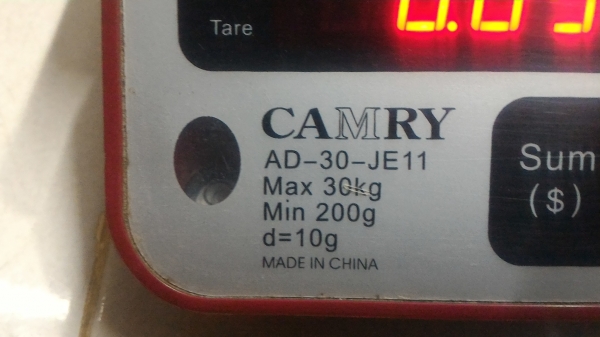 Tare
CAMRY
AD-30-JE11
Max 30kg
Min 200g
d=10g
MADE IN CHINA
Sum
($)